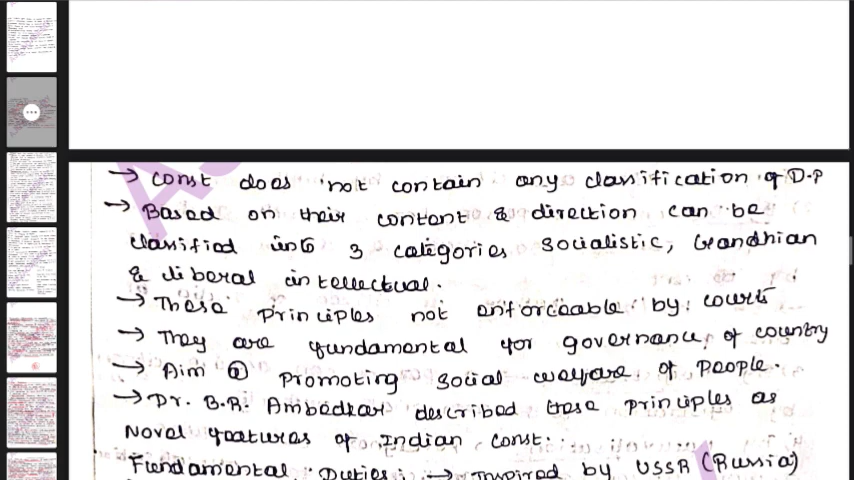 → Const does not contain any classification of D.P
→ Based on their content & direction can be
classified into 3 categories Socialistic, Gandhian
& liberal intellectual.
→ These principles not enforceable by courts
→ They are fundamental for governance of country
→ Aim @ promoting social welfare of people.
→ Dr. B.R. Ambedkar described these principles as
Novel features of Indian const.
Fundamental Duties: → Inspired by USSR (Russia)